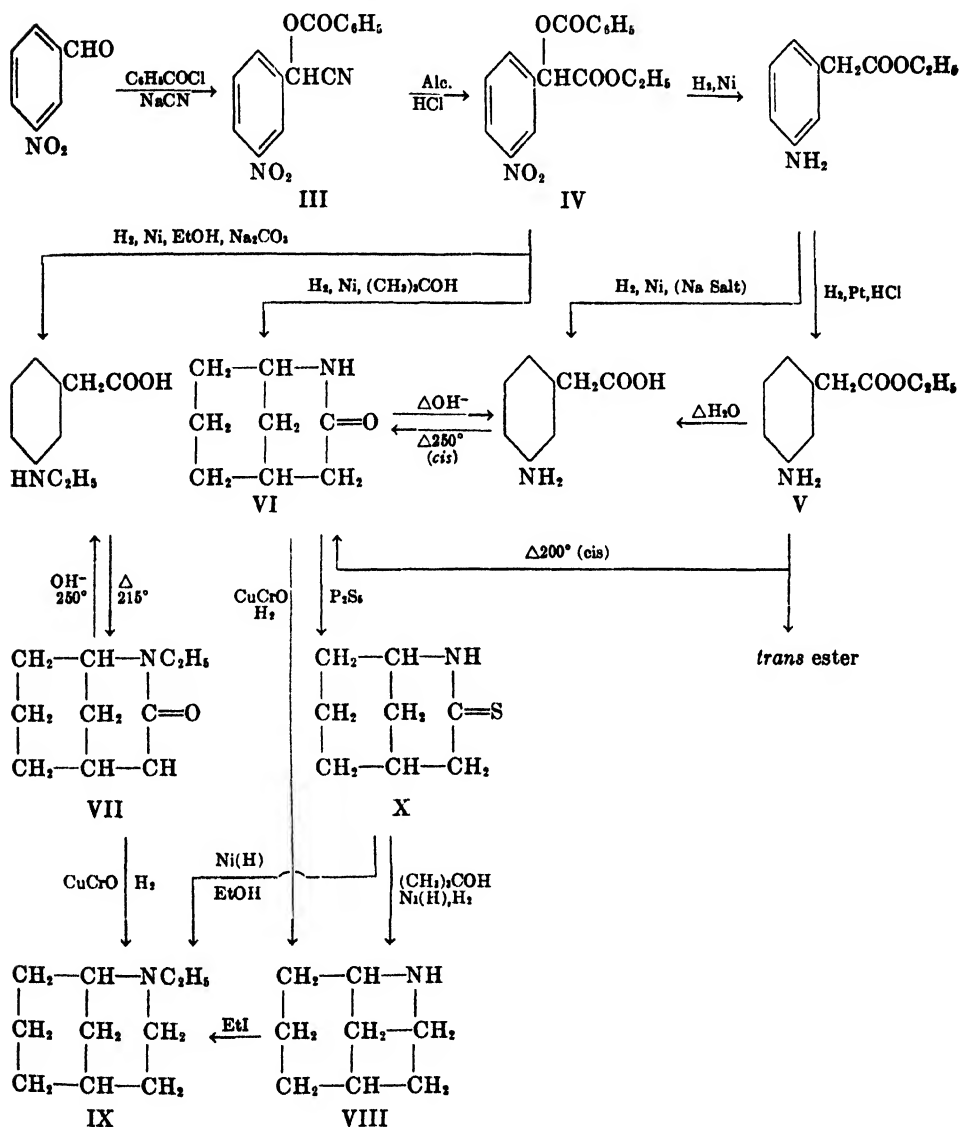 OCOC₆H₅ OCOC₆H₅
CHO C₆H₅COCl CHCN Alc. CHCOOC₂H₅ H₂,Ni CH₂COOC₂H₅
NaCN HCl
NO₂ NO₂ NO₂ NH₂
III IV
H₂, Ni, EtOH, Na₂CO₃
H₂, Ni, (CH₃)₃COH H₂, Ni, (Na Salt) H₂,Pt,HCl
CH₂COOH CH₂—CH—NH CH₂COOH CH₂COOC₂H₅
△OH⁻ △H₂O
CH₂ CH₂ C=O
△250°
(cis)
HNC₂H₅ CH₂—CH—CH₂ NH₂ NH₂
VI V
△200° (cis)
OH⁻ △ CuCrO P₂S₅
250° 215° H₂
CH₂—CH—NC₂H₅ CH₂—CH—NH trans ester
CH₂ CH₂ C=O CH₂ CH₂ C=S
CH₂—CH—CH CH₂—CH—CH₂
VII X
Ni(H) (CH₃)₃COH
CuCrO H₂ EtOH Ni(H),H₂
CH₂—CH—NC₂H₅ CH₂—CH—NH
CH₂ CH₂ CH₂ EtI CH₂ CH₂—CH₂
CH₂—CH—CH₂ CH₂—CH—CH₂
IX VIII